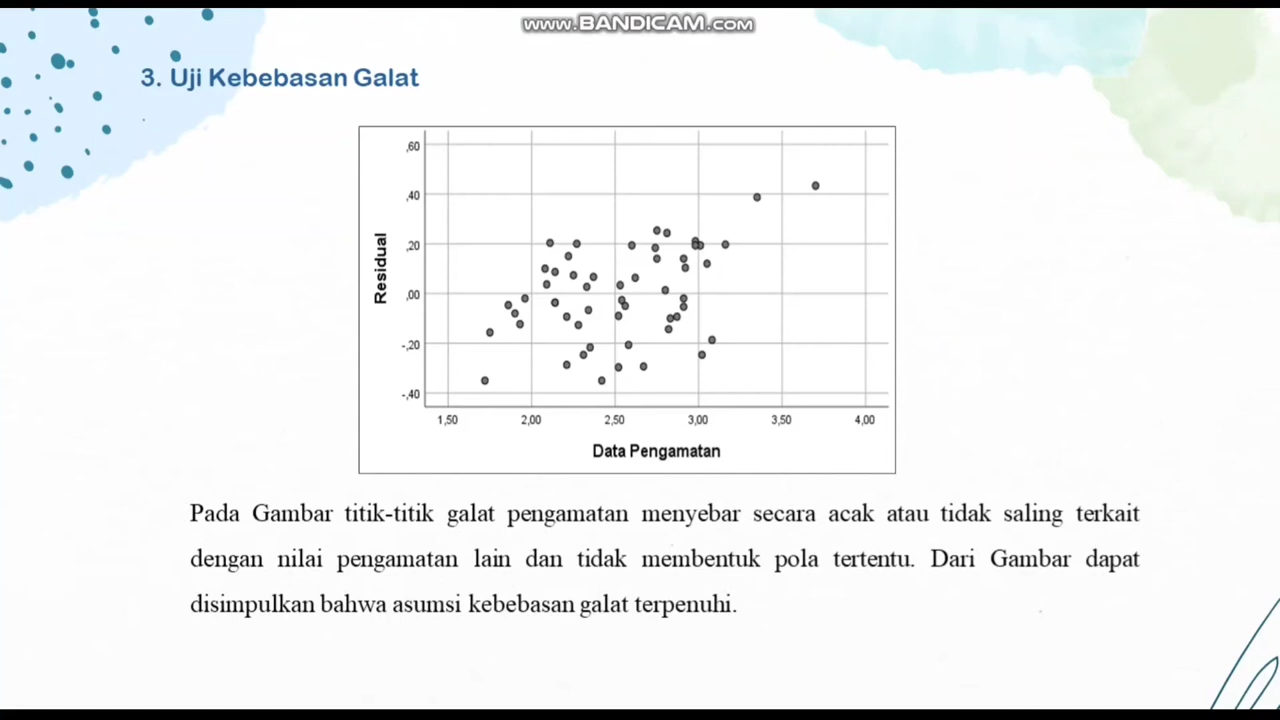 www.BANDICAM.com
3. Uji Kebebasan Galat
,60
,40
,20
,00
-,20
-,40
Residual
1,50 2,00 2,50 3,00 3,50 4,00
Data Pengamatan
Pada Gambar titik-titik galat pengamatan menyebar secara acak atau tidak saling terkait
dengan nilai pengamatan lain dan tidak membentuk pola tertentu. Dari Gambar dapat
disimpulkan bahwa asumsi kebebasan galat terpenuhi.